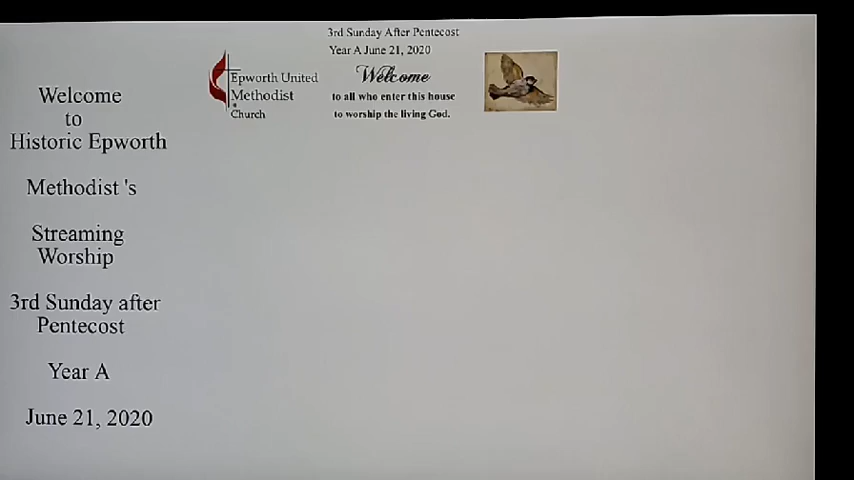 3rd Sunday After Pentecost
Year A June 21, 2020
Epworth United
Methodist
Church
Welcome
to all who enter this house
to worship the living God.
Welcome
to
Historic Epworth
Methodist 's
Streaming
Worship
3rd Sunday after
Pentecost
Year A
June 21, 2020